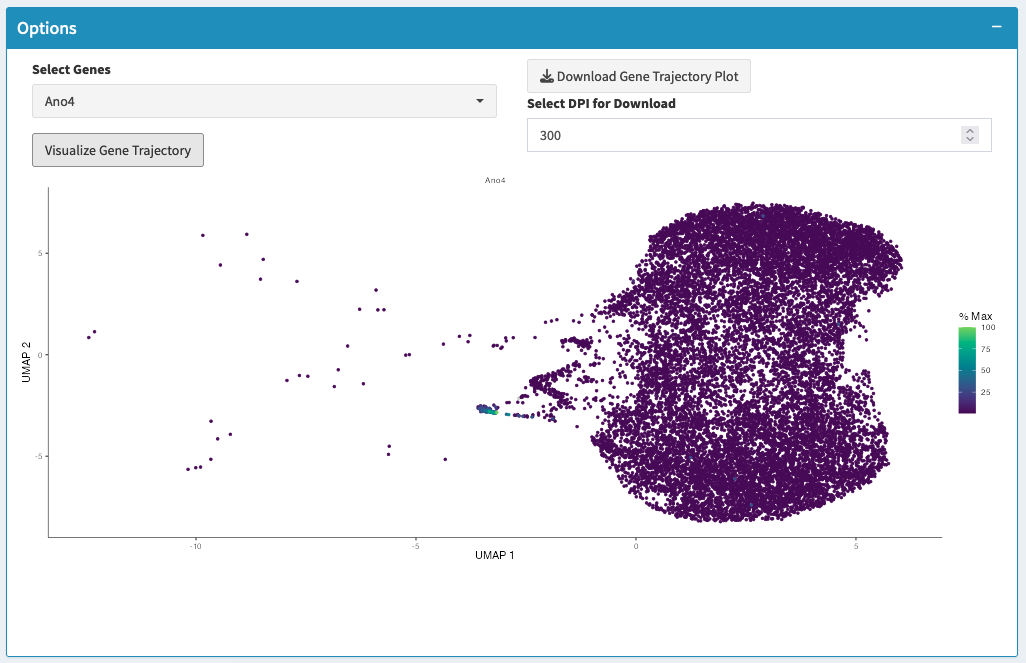 Options
Select Genes
Ano4
Visualize Gene Trajectory
Download Gene Trajectory Plot
Select DPI for Download
300
Ano4
UMAP 2
5
0
-5
-10
-5
0
5
UMAP 1
% Max
100
75
50
25